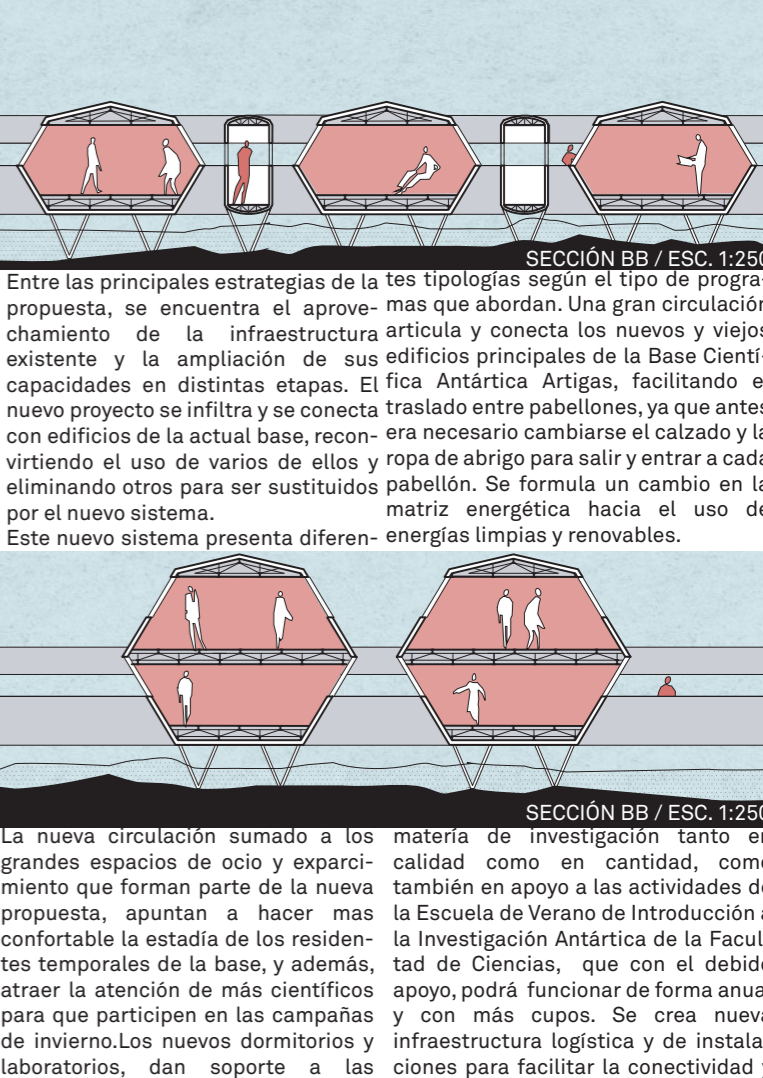 SECCIÓN BB / ESC. 1:250
Entre las principales estrategias de la
propuesta, se encuentra el aprove-
chamiento de la infraestructura
existente y la ampliación de sus
capacidades en distintas etapas. El
nuevo proyecto se infiltra y se conecta
con edificios de la actual base, recon-
virtiendo el uso de varios de ellos y
eliminando otros para ser sustituidos
por el nuevo sistema.
Este nuevo sistema presenta diferen-
tes tipologías según el tipo de progra-
mas que abordan. Una gran circulación
articula y conecta los nuevos y viejos
edificios principales de la Base Cientí-
fica Antártica Artigas, facilitando e
traslado entre pabellones, ya que antes
era necesario cambiarse el calzado y la
ropa de abrigo para salir y entrar a cada
pabellón. Se formula un cambio en la
matriz energética hacia el uso de
energías limpias y renovables.
SECCIÓN BB / ESC. 1:250
La nueva circulación sumado a los
grandes espacios de ocio y exparci-
miento que forman parte de la nueva
propuesta, apuntan a hacer mas
confortable la estadía de los residen-
tes temporales de la base, y además,
atraer la atención de más científicos
para que participen en las campañas
de invierno.Los nuevos dormitorios y
laboratorios, dan soporte a las
matería de investigación tanto en
calidad como en cantidad, como
también en apoyo a las actividades de
la Escuela de Verano de Introducción a
la Investigación Antártica de la Facul-
tad de Ciencias, que con el debido
apoyo, podrá funcionar de forma anua
y con más cupos. Se crea nueva
infraestructura logística y de instala-
ciones para facilitar la conectividad y